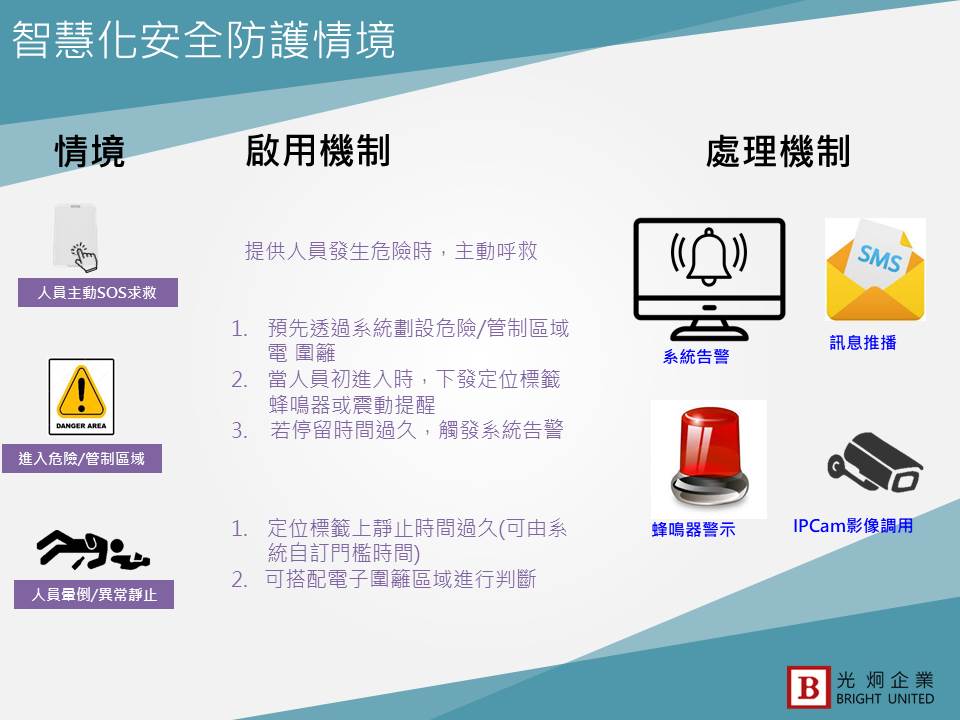 智慧化安全防護情境
情境
啟用機制
處理機制
人員主動SOS求救
提供人員發生危險時，主動呼救
DANGER AREA
進入危險/管制區域
1. 預先透過系統劃設危險/管制區域
電 圍籬
2. 當人員初進入時，下發定位標籤
蜂鳴器或震動提醒
3. 若停留時間過久，觸發系統告警
人員暈倒/異常靜止
1. 定位標籤上靜止時間過久(可由系
統自訂門檻時間)
2. 可搭配電子圍籬區域進行判斷
系統告警
SMS
訊息推播
蜂鳴器警示
IPCam影像調用
B
光炯企業
BRIGHT UNITED